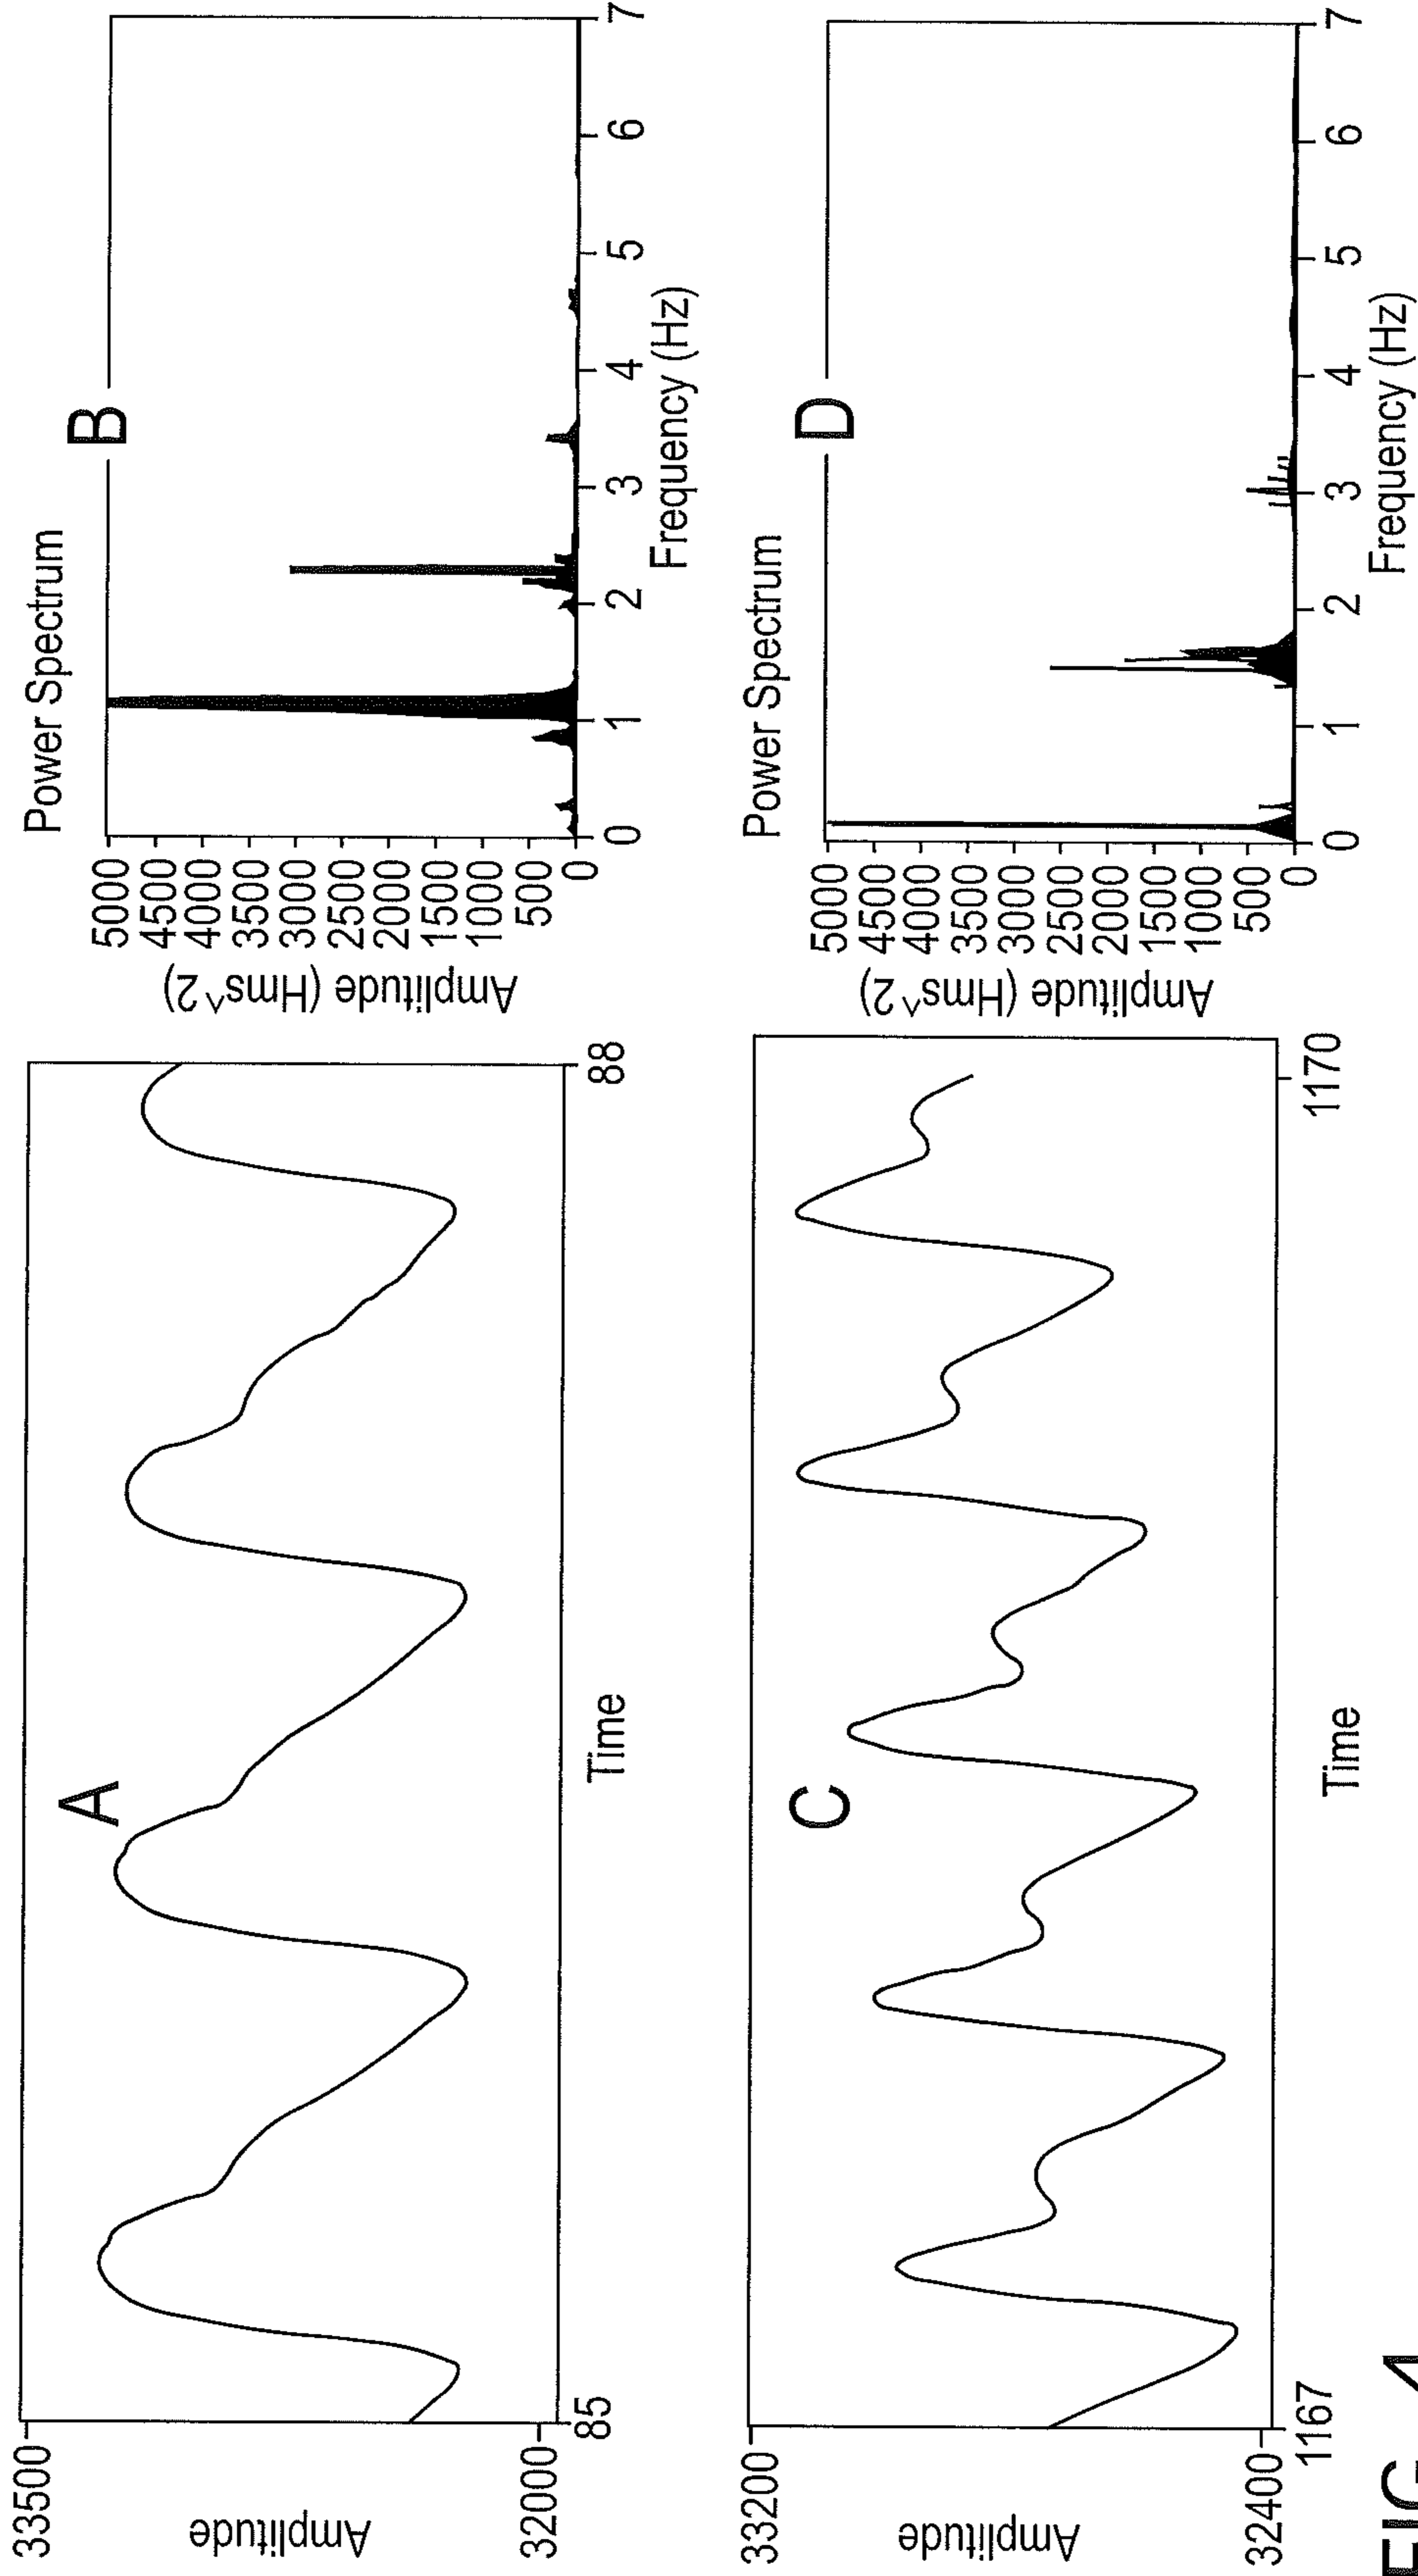 33500
Amplitude
32000
85
Time
88
A
Power Spectrum
B
Amplitude (Hms^2)
5000
4500
4000
3500
3000
2500
2000
1500
1000
500
0
0 1 2 3 4 5 6 7
Frequency (Hz)
33200
Amplitude
32400
1167
Time
1170
C
Power Spectrum
D
Amplitude (Hms^2)
5000
4500
4000
3500
3000
2500
2000
1500
1000
500
0
0 1 2 3 4 5 6 7
Frequency (Hz)